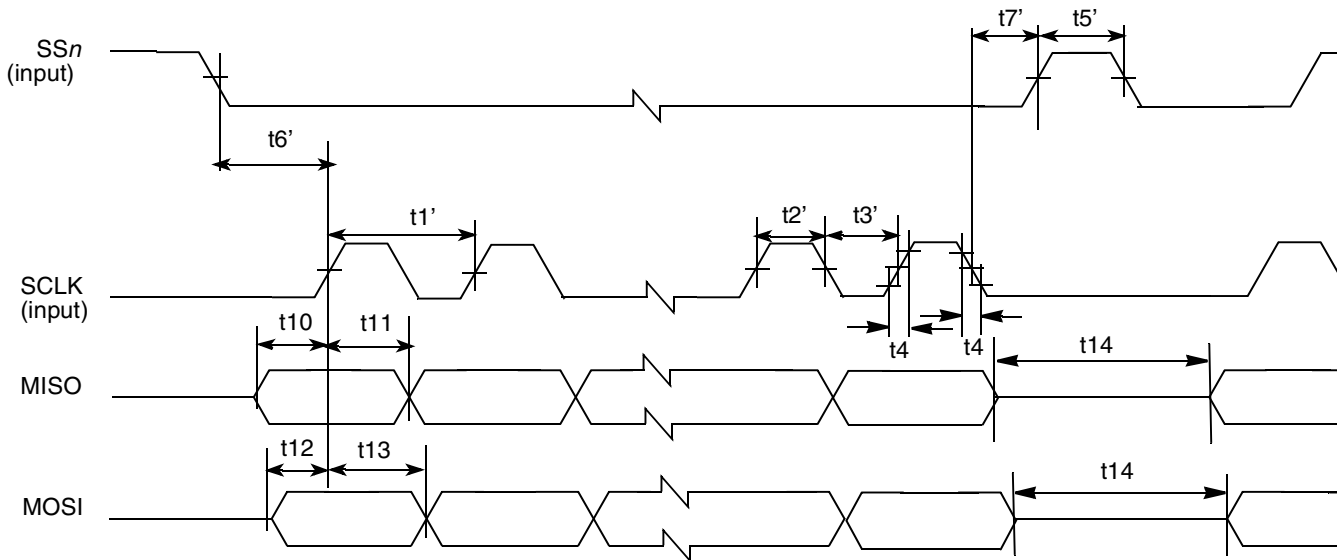 t7’ t5’
SSn
(input)
t6’
t1’ t2’ t3’
SCLK
(input)
t10 t11 t4 t4 t14
MISO
t12 t13 t14
MOSI